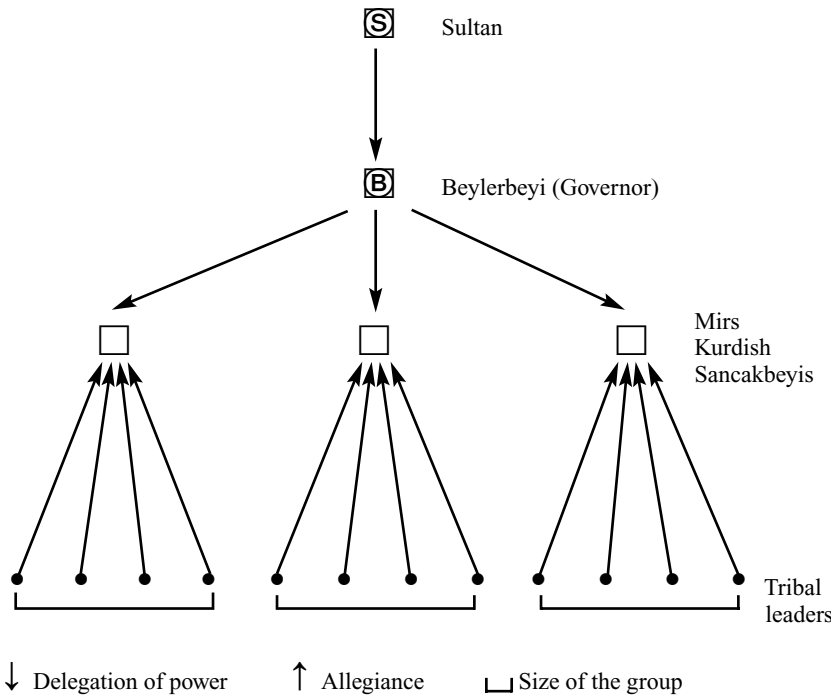 S Sultan
B Beylerbeyi (Governor)
Mirs
Kurdish
Sancakbeyis
Tribal
leaders
↓ Delegation of power ↑ Allegiance Size of the group